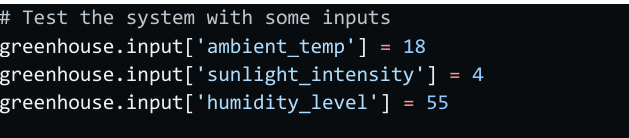 # Test the system with some inputs
greenhouse.input['ambient_temp'] = 18
greenhouse.input['sunlight_intensity'] = 4
greenhouse.input['humidity_level'] = 55